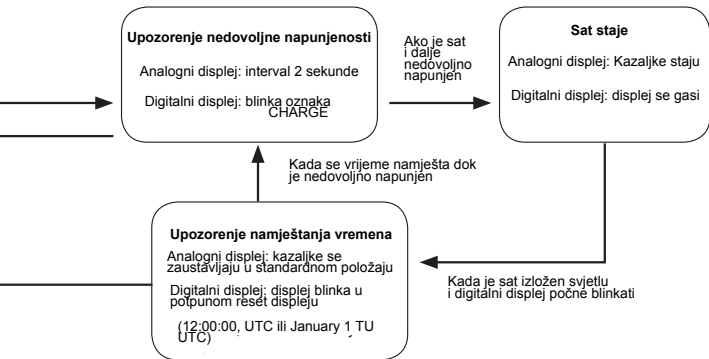 Upozorenje nedovoljne napunjenosti
Analogni displej: interval 2 sekunde
Digitalni displej: blinka oznaka
CHARGE
Ako je sat
i dalje
nedovoljno
napunjen
Sat staje
Analogni displej: Kazaljke staju
Digitalni displej: displej se gasi
Kada se vrijeme namješta dok
je nedovoljno napunjen
Upozorenje namještanja vremena
Analogni displej: kazaljke se
zaustavljaju u standardnom položaju
Digitalni displej: displej blinka u
potpunom reset displeju
(12:00:00, UTC ili January 1 TU
UTC)
Kada je sat izložen svjetlu
i digitalni displej počne blinkati